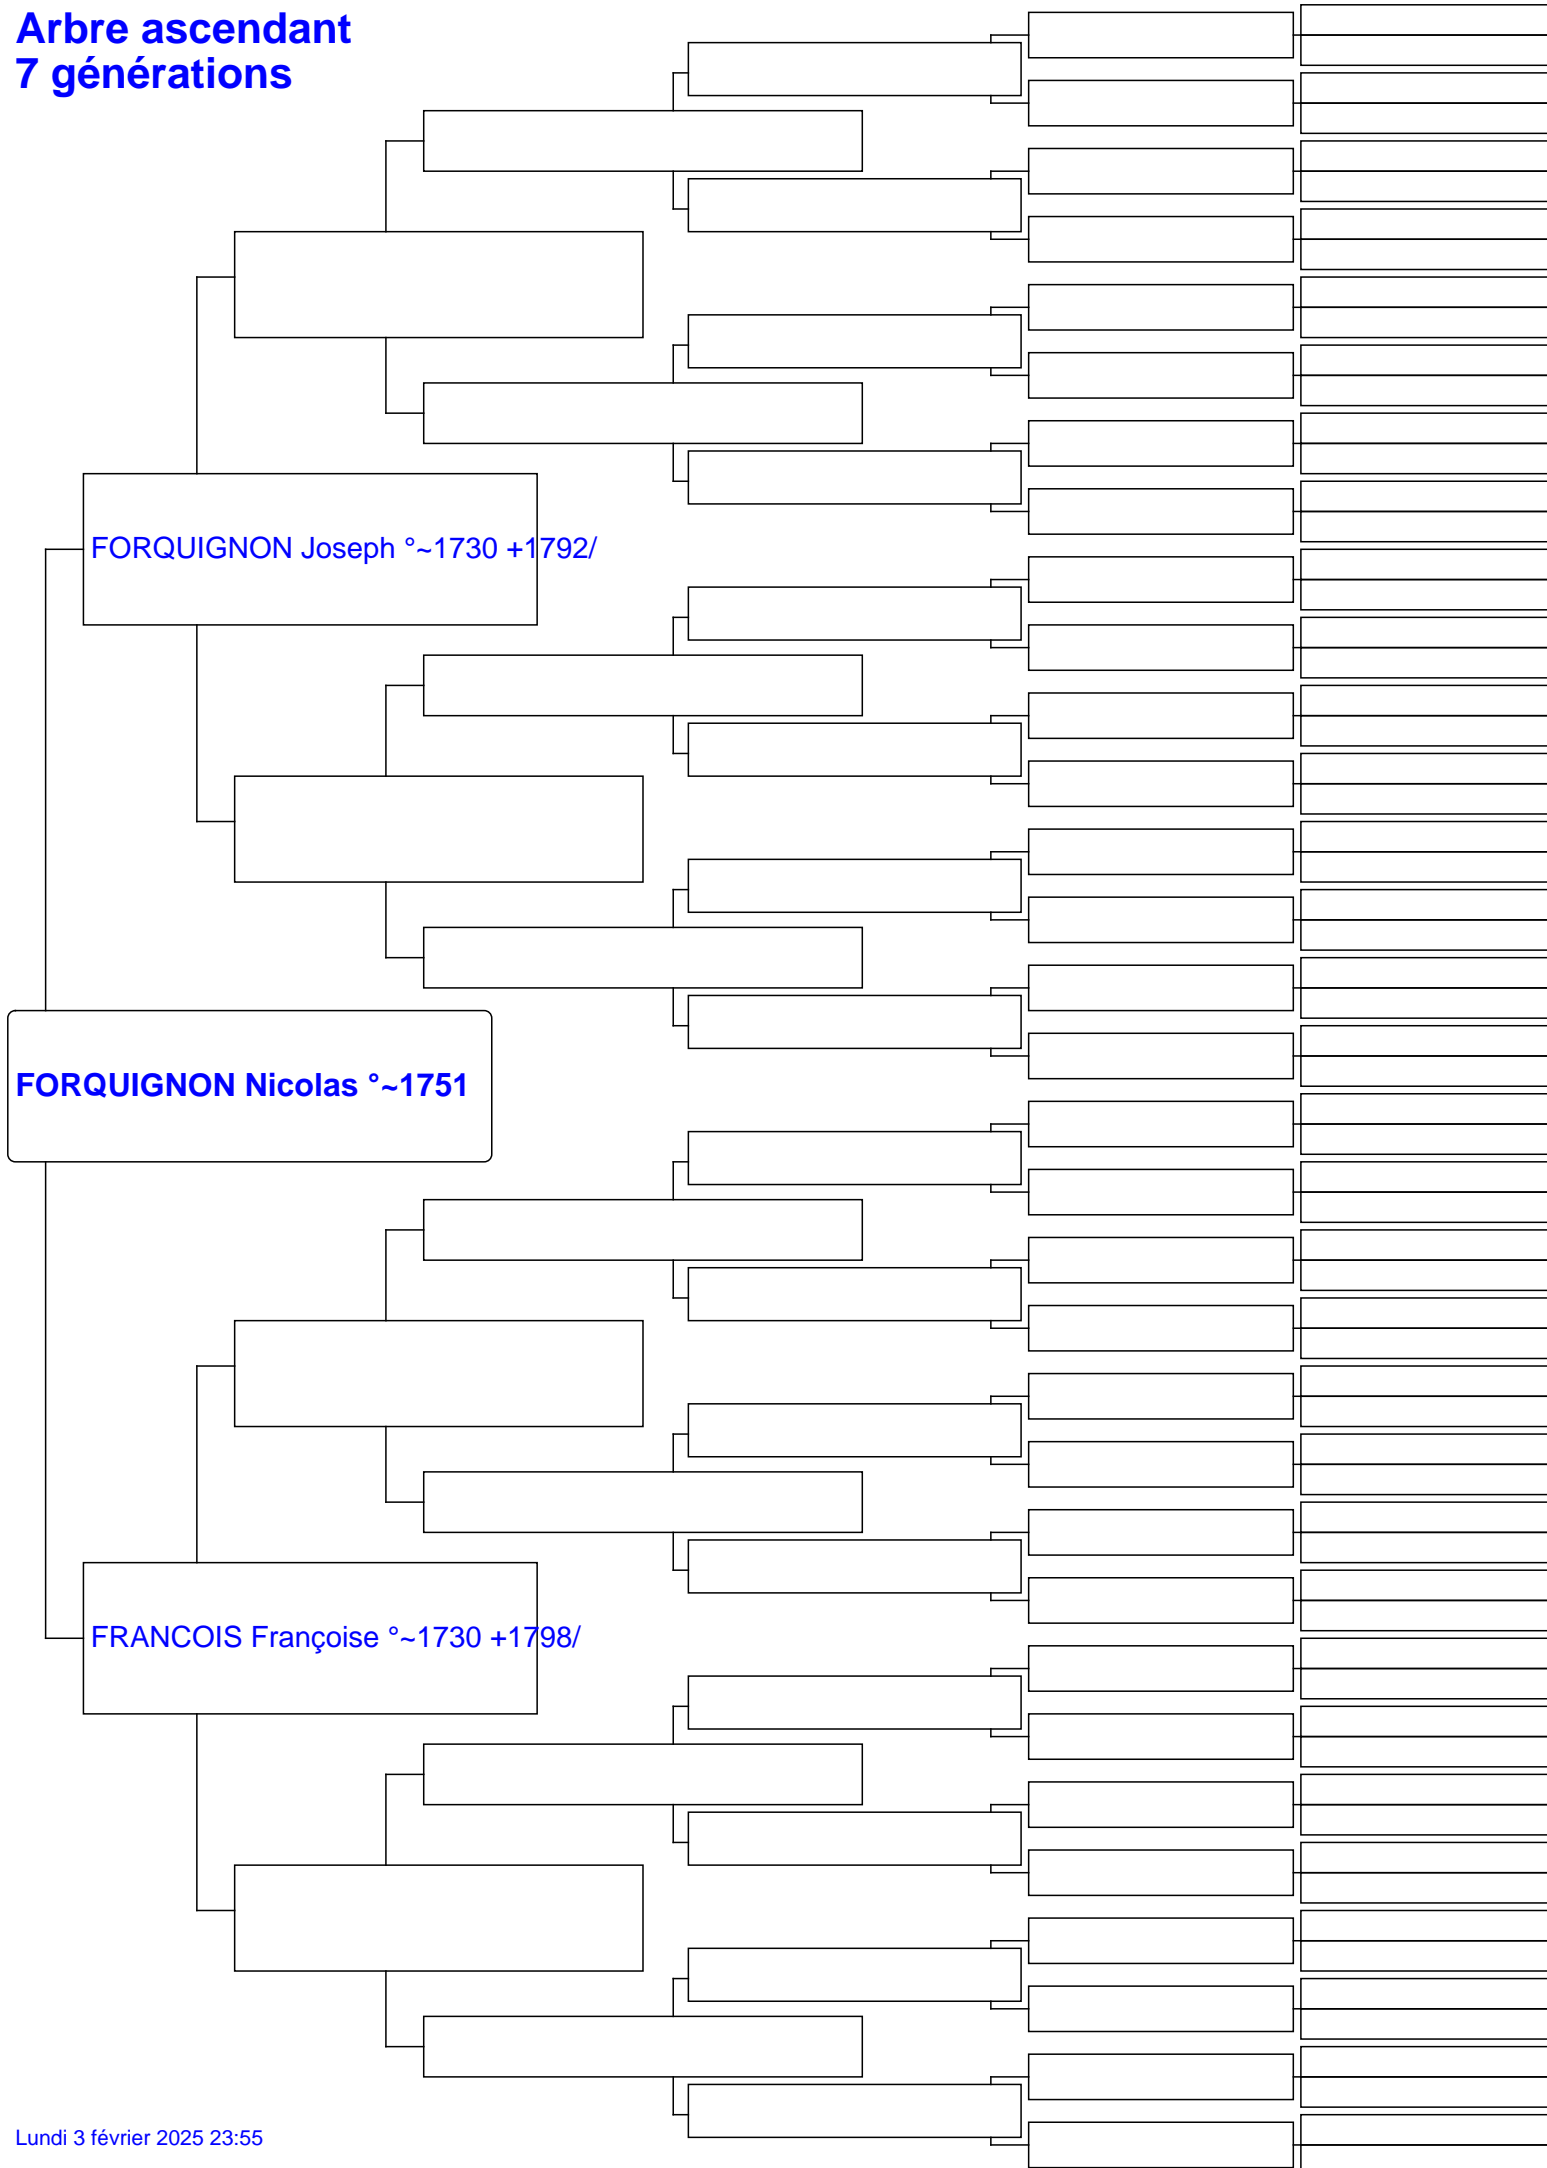 Arbre ascendant
7 générations
FORQUIGNON Joseph °~1730 +1792/
FORQUIGNON Nicolas °~1751
FRANCOIS Françoise °~1730 +1798/
Lundi 3 février 2025 23:55